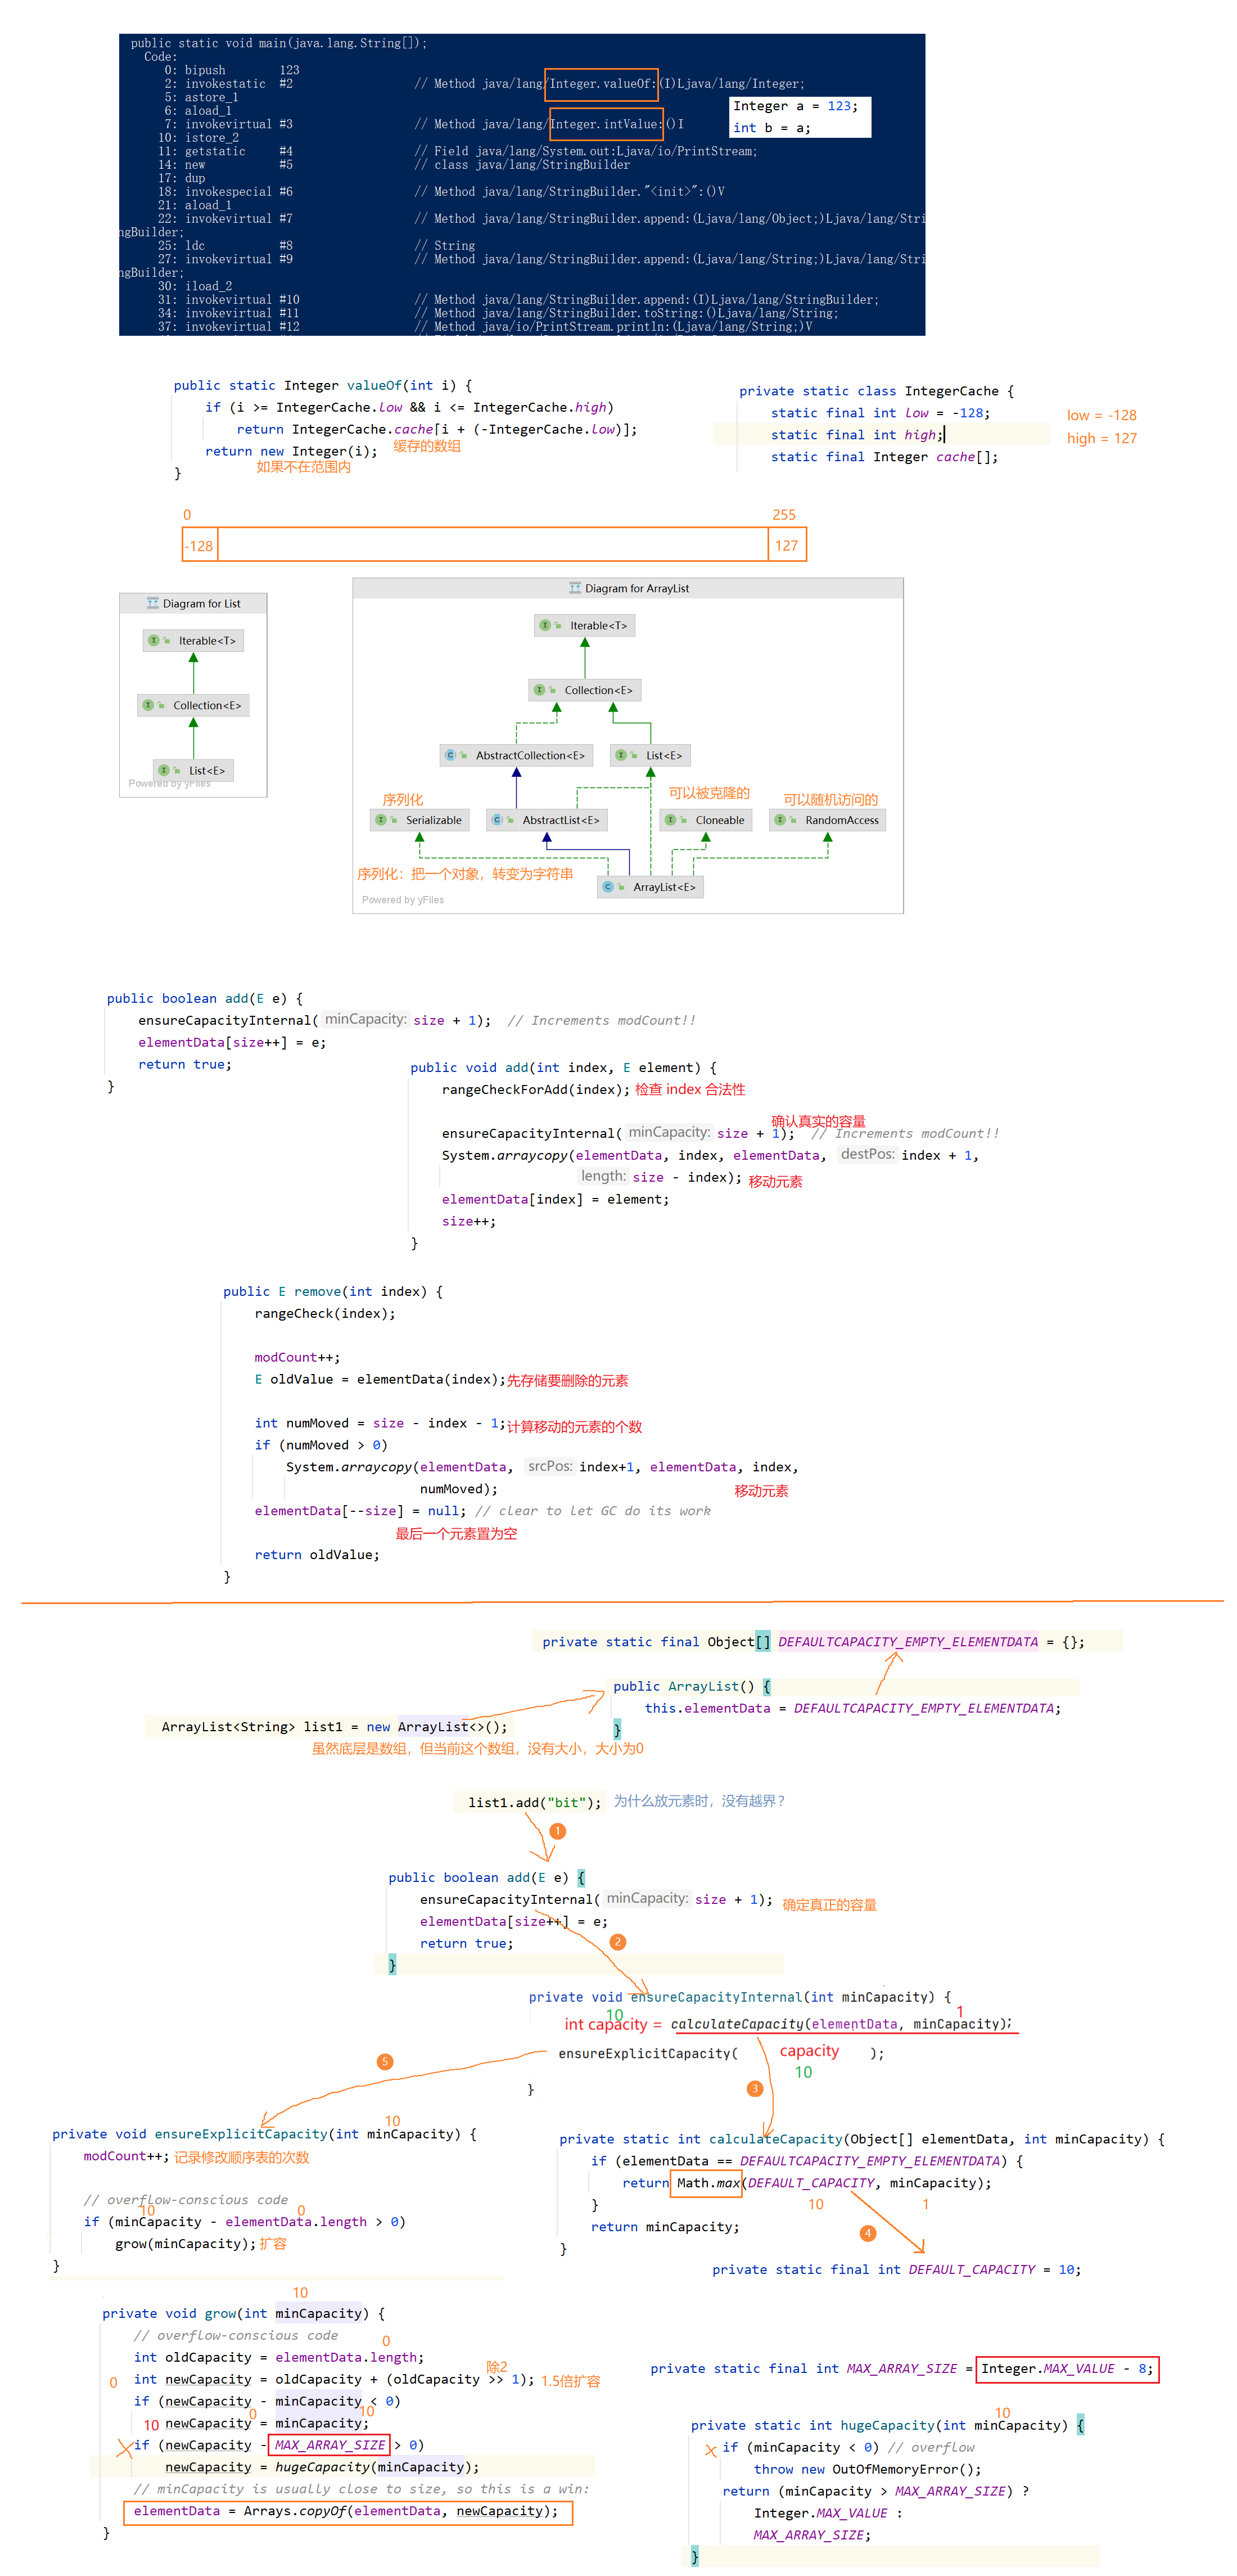 public static void main(java.lang.String[]);
Code:
0: bipush 123
2: invokestatic #2 // Method java/lang/Integer.valueOf:(I)Ljava/lang/Integer;
5: astore_1
6: aload_1
7: invokevirtual #3 // Method java/lang/Integer.intValue:()I
10: istore_2
11: getstatic #4 // Field java/lang/System.out:Ljava/io/PrintStream;
14: new #5 // class java/lang/StringBuilder
17: dup
18: invokespecial #6 // Method java/lang/StringBuilder."<init>":()V
21: aload_1
22: invokevirtual #7 // Method java/lang/StringBuilder.append:(Ljava/lang/Object;)Ljava/lang/Stri
ngBuilder;
25: ldc #8 // String
27: invokevirtual #9 // Method java/lang/StringBuilder.append:(Ljava/lang/String;)Ljava/lang/Stri
ngBuilder;
30: iload_2
31: invokevirtual #10 // Method java/lang/StringBuilder.append:(I)Ljava/lang/StringBuilder;
34: invokevirtual #11 // Method java/lang/StringBuilder.toString:()Ljava/lang/String;
37: invokevirtual #12 // Method java/io/PrintStream.println:(Ljava/lang/String;)V
Integer a = 123;
int b = a;
public static Integer valueOf(int i) {
if (i >= IntegerCache.low && i <= IntegerCache.high)
return IntegerCache.cache[i + (-IntegerCache.low)];
缓存的数组
return new Integer(i);
如果不在范围内
}
private static class IntegerCache {
static final int low = -128;
static final int high;
static final Integer cache[];
low = -128
high = 127
0
255
-128
127
Diagram for List
Iterable<T>
Collection<E>
List<E>
Powered by yFiles
Diagram for ArrayList
Iterable<T>
Collection<E>
AbstractCollection<E>
List<E>
序列化
可以被克隆的
可以随机访问的
Serializable
AbstractList<E>
Cloneable
RandomAccess
序列化：把一个对象，转变为字符串
ArrayList<E>
Powered by yFiles
public boolean add(E e) {
ensureCapacityInternal( minCapacity: size + 1); // Increments modCount!!
elementData[size++] = e;
return true;
}
public void add(int index, E element) {
rangeCheckForAdd(index); 检查 index 合法性
确认真实的容量
ensureCapacityInternal( minCapacity: size + 1); // Increments modCount!!
System.arraycopy(elementData, index, elementData, destPos: index + 1,
length: size - index); 移动元素
elementData[index] = element;
size++;
}
public E remove(int index) {
rangeCheck(index);
modCount++;
E oldValue = elementData(index); 先存储要删除的元素
int numMoved = size - index - 1; 计算移动的元素的个数
if (numMoved > 0)
System.arraycopy(elementData, srcPos: index+1, elementData, index,
numMoved); 移动元素
elementData[--size] = null; // clear to let GC do its work
最后一个元素置为空
return oldValue;
}
private static final Object[] DEFAULTCAPACITY_EMPTY_ELEMENTDATA = {};
public ArrayList() {
this.elementData = DEFAULTCAPACITY_EMPTY_ELEMENTDATA;
}
ArrayList<String> list1 = new ArrayList<>();
虽然底层是数组，但当前这个数组，没有大小，大小为0
list1.add("bit"); 为什么放元素时，没有越界？
1
public boolean add(E e) {
ensureCapacityInternal( minCapacity: size + 1); 确定真正的容量
elementData[size++] = e;
return true;
}
2
private void ensureCapacityInternal(int minCapacity) {
10
1
int capacity = calculateCapacity(elementData, minCapacity);
ensureExplicitCapacity( capacity );
10
}
5
3
10
private void ensureExplicitCapacity(int minCapacity) {
modCount++; 记录修改顺序表的次数
// overflow-conscious code
10
0
if (minCapacity - elementData.length > 0)
grow(minCapacity); 扩容
}
private static int calculateCapacity(Object[] elementData, int minCapacity) {
if (elementData == DEFAULTCAPACITY_EMPTY_ELEMENTDATA) {
return Math.max(DEFAULT_CAPACITY, minCapacity);
10
1
}
return minCapacity;
}
4
private static final int DEFAULT_CAPACITY = 10;
10
private void grow(int minCapacity) {
// overflow-conscious code
0
int oldCapacity = elementData.length;
除2
0
int newCapacity = oldCapacity + (oldCapacity >> 1); 1.5倍扩容
if (newCapacity - minCapacity < 0)
0
10
10
newCapacity = minCapacity;
if (newCapacity - MAX_ARRAY_SIZE > 0)
newCapacity = hugeCapacity(minCapacity);
// minCapacity is usually close to size, so this is a win:
elementData = Arrays.copyOf(elementData, newCapacity);
}
private static final int MAX_ARRAY_SIZE = Integer.MAX_VALUE - 8;
10
private static int hugeCapacity(int minCapacity) {
if (minCapacity < 0) // overflow
throw new OutOfMemoryError();
return (minCapacity > MAX_ARRAY_SIZE) ?
Integer.MAX_VALUE :
MAX_ARRAY_SIZE;
}